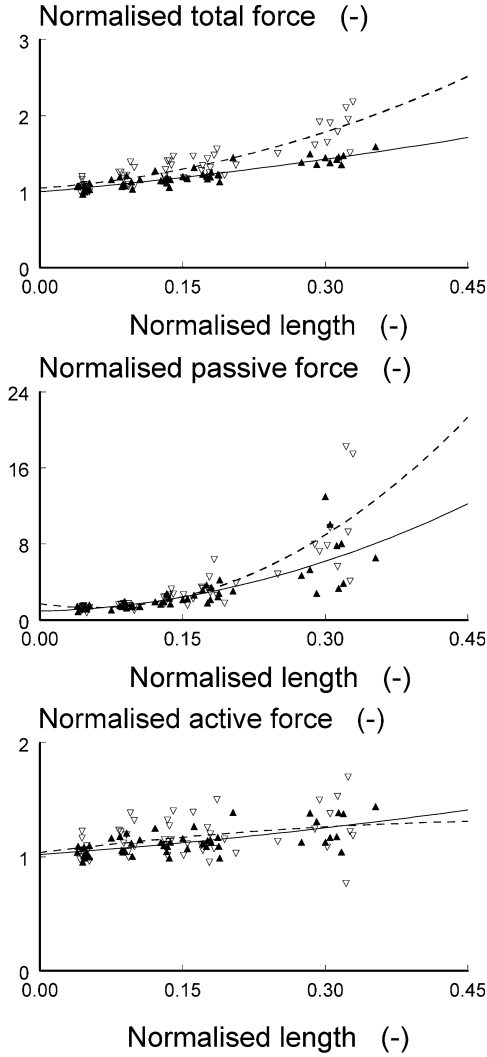 Normalised total force (-)
3
2
1
0
0.00 0.15 0.30 0.45
Normalised length (-)
Normalised passive force (-)
24
16
8
0
0.00 0.15 0.30 0.45
Normalised length (-)
Normalised active force (-)
2
1
0
0.00 0.15 0.30 0.45
Normalised length (-)